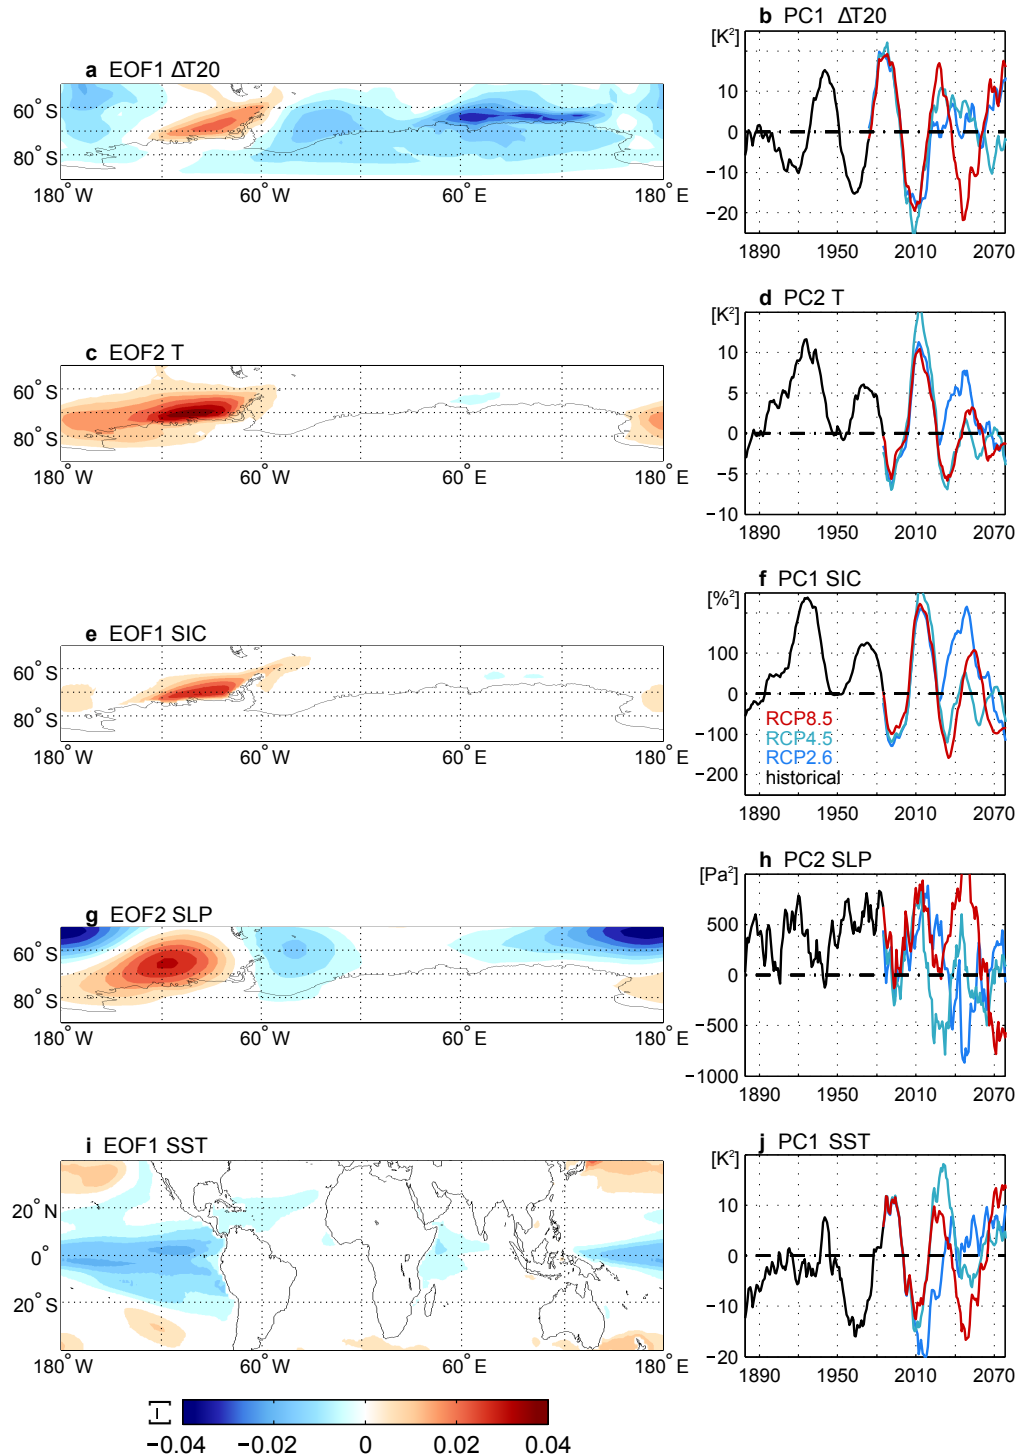 a EOF1 ΔT20
60° S
80° S
180° W
60° W
60° E
180° E
b PC1 ΔT20
[K²]
10
0
−10
−20
1890
1950
2010
2070
c EOF2 T
60° S
80° S
180° W
60° W
60° E
180° E
d PC2 T
[K²]
10
5
0
−5
−10
1890
1950
2010
2070
e EOF1 SIC
60° S
80° S
180° W
60° W
60° E
180° E
f PC1 SIC
[%²]
100
0
−100
−200
RCP8.5
RCP4.5
RCP2.6
historical
1890
1950
2010
2070
g EOF2 SLP
60° S
80° S
180° W
60° W
60° E
180° E
h PC2 SLP
[Pa²]
500
0
−500
−1000
1890
1950
2010
2070
i EOF1 SST
20° N
0°
20° S
180° W
60° W
60° E
180° E
j PC1 SST
[K²]
10
0
−10
−20
1890
1950
2010
2070
[−]
−0.04
−0.02
0
0.02
0.04